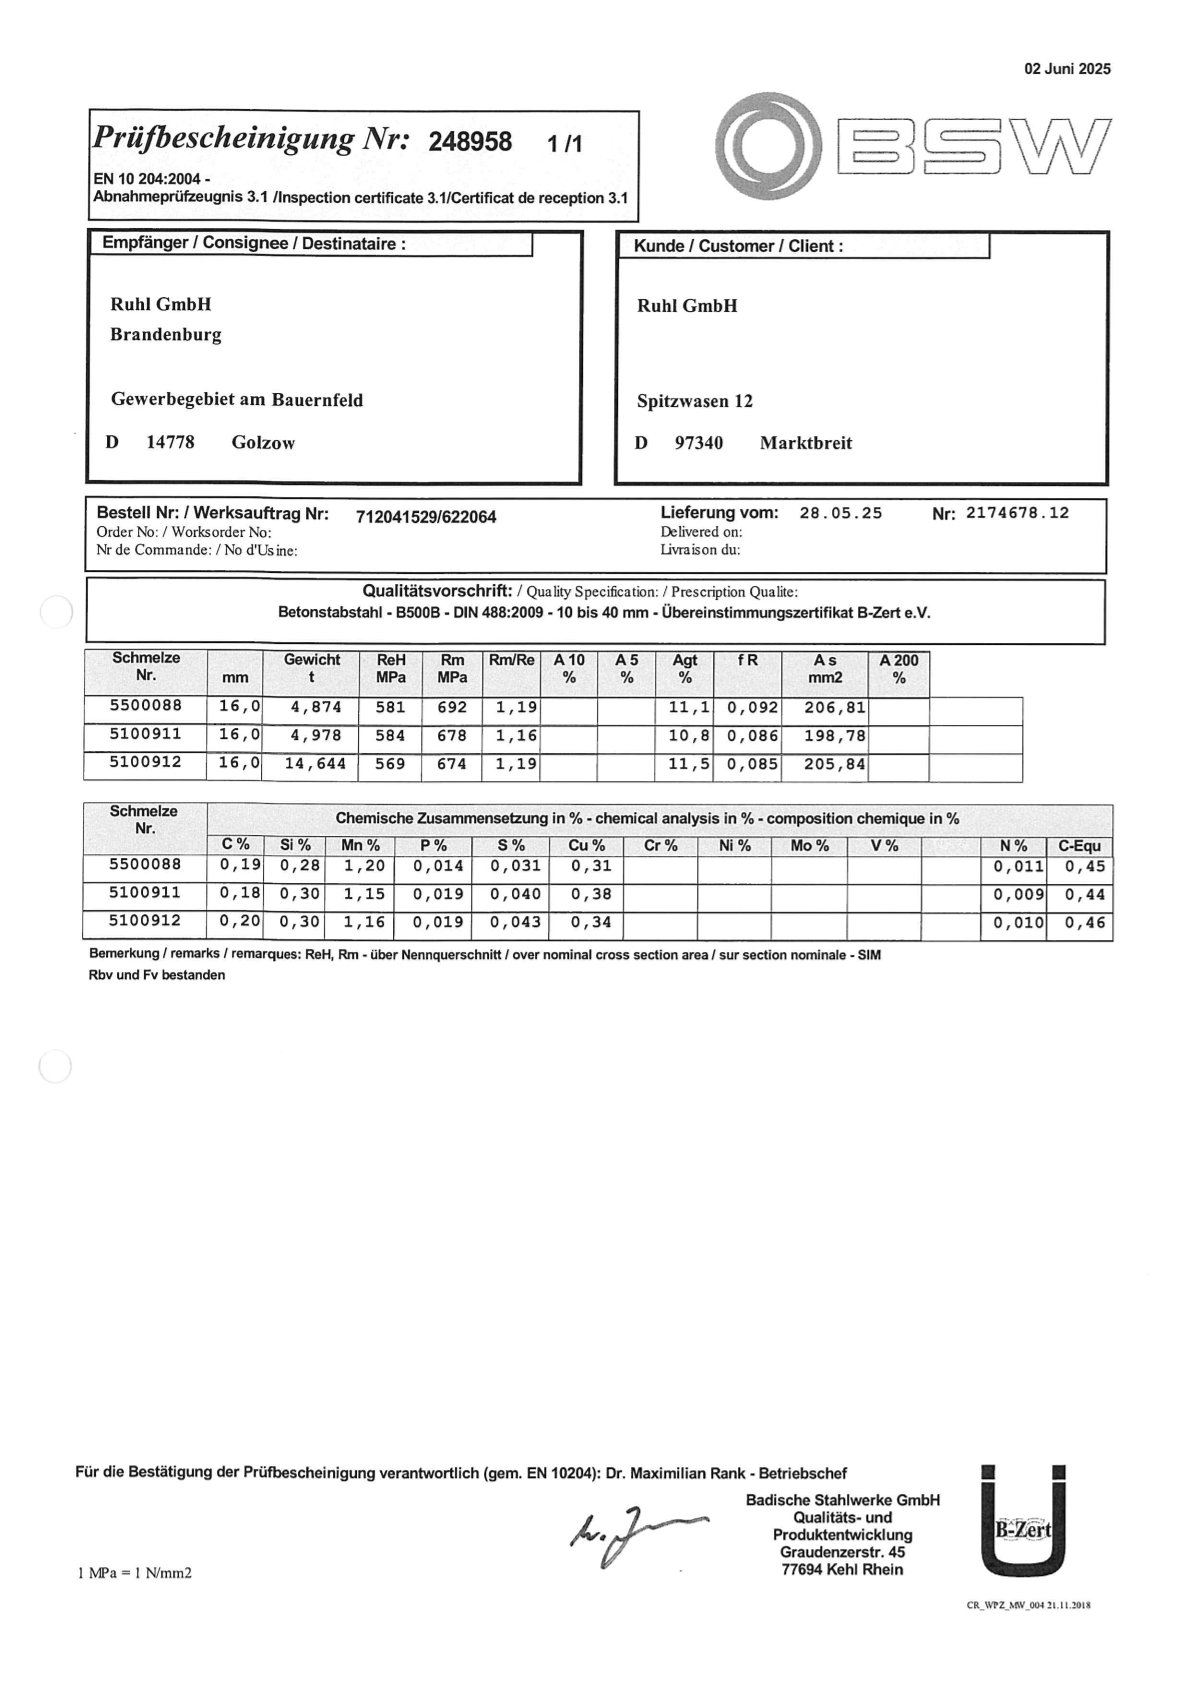 02 Juni 2025
Prüfbescheinigung Nr: 248958 1 /1
BSW
EN 10 204:2004 -
Abnahmeprüfzeugnis 3.1 /Inspection certificate 3.1/Certificat de reception 3.1
Empfänger / Consignee / Destinataire :
Ruhl GmbH
Brandenburg
Gewerbegebiet am Bauernfeld
D 14778 Golzow
Kunde / Customer / Client :
Ruhl GmbH
Spitzwasen 12
D 97340 Marktbreit
Bestell Nr: / Werksauftrag Nr: 712041529/622064 Lieferung vom: 28.05.25 Nr: 2174678.12
Order No: / Worksorder No: Delivered on:
Nr de Commande: / No d'Usine: Livraison du:
Qualitätsvorschrift: / Quality Specification: / Prescription Qualite:
Betonstabstahl - B500B - DIN 488:2009 - 10 bis 40 mm - Übereinstimmungszertifikat B-Zert e.V.
Schmelze Gewicht ReH Rm Rm/Re A 10 A 5 Agt f R A s A 200
Nr. mm t MPa MPa % % % mm2 %
5500088 16,0 4,874 581 692 1,19 11,1 0,092 206,81
5100911 16,0 4,978 584 678 1,16 10,8 0,086 198,78
5100912 16,0 14,644 569 674 1,19 11,5 0,085 205,84
Schmelze Chemische Zusammensetzung in % - chemical analysis in % - composition chemique in %
Nr. C % Si % Mn % P % S % Cu % Cr % Ni % Mo % V % N % C-Equ
5500088 0,19 0,28 1,20 0,014 0,031 0,31 0,011 0,45
5100911 0,18 0,30 1,15 0,019 0,040 0,38 0,009 0,44
5100912 0,20 0,30 1,16 0,019 0,043 0,34 0,010 0,46
Bemerkung / remarks / remarques: ReH, Rm - über Nennquerschnitt / over nominal cross section area / sur section nominale - SIM
Rbv und Fv bestanden
Für die Bestätigung der Prüfbescheinigung verantwortlich (gem. EN 10204): Dr. Maximilian Rank - Betriebschef
Badische Stahlwerke GmbH
Qualitäts- und
Produktentwicklung
Graudenzerstr. 45
77694 Kehl Rhein
B-Zert
1 MPa = 1 N/mm2
CR_WPZ_MW_004 21.11.2018